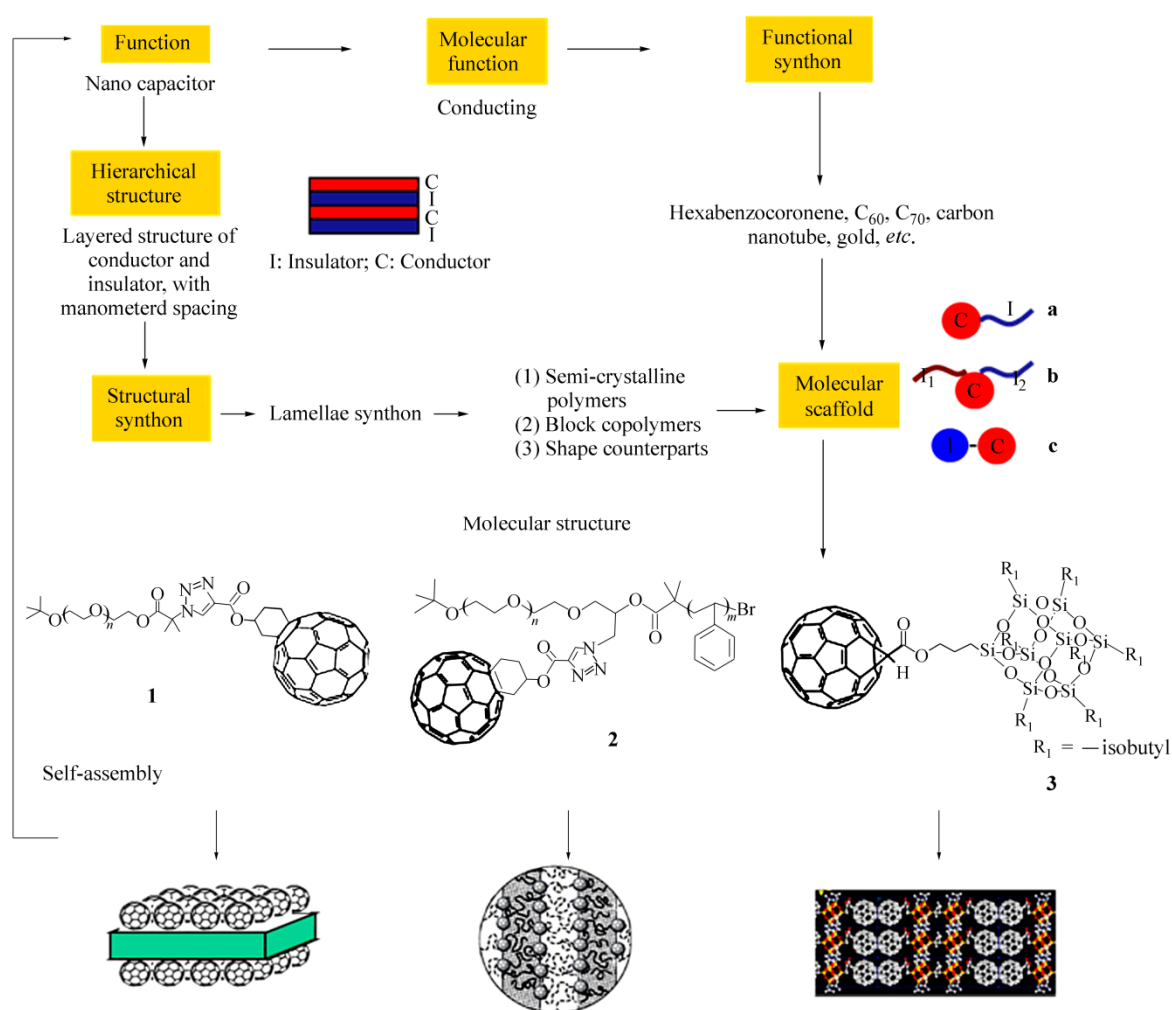 Function
Molecular
function
Functional
synthon
Nano capacitor
Conducting
Hierarchical
structure
C
I
C
I
I: Insulator; C: Conductor
Layered structure of
conductor and
insulator, with
manometerd spacing
Hexabenzocoronene, C60, C70, carbon
nanotube, gold, etc.
C
I
a
I1
C
I2
b
I
C
c
Structural
synthon
Lamellae synthon
(1) Semi-crystalline
polymers
(2) Block copolymers
(3) Shape counterparts
Molecular
scaffold
Molecular structure
O
O
n
O
O
N
N
N
O
O
1
O
O
n
O
O
O
m
Br
O
O
N
N
N
2
O
O
H
R1
R1
Si
O
Si
O
O
O
R1
Si
O
R1
Si
Si
R1
Si
O
Si
O
O
O
O
Si
R1
R1
R1 = —isobutyl
3
Self-assembly